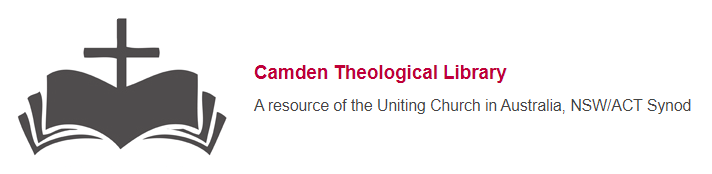 Camden Theological Library
A resource of the Uniting Church in Australia, NSW/ACT Synod